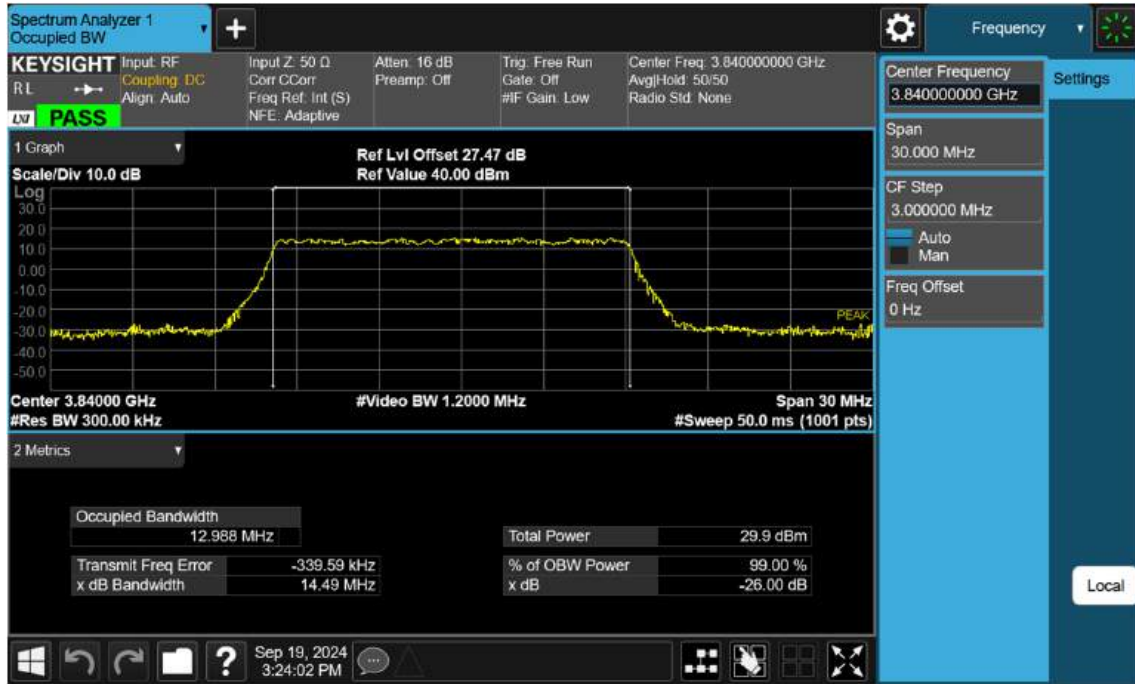 Spectrum Analyzer 1
Occupied BW
Frequency
KEYSIGHT
R L
LXI PASS
Input: RF
Coupling: DC
Align: Auto
Input Z: 50 Ω
Corr CCorr
Freq Ref: Int (S)
NFE: Adaptive
Atten: 16 dB
Preamp: Off
Trig: Free Run
Gate: Off
#IF Gain: Low
Center Freq: 3.840000000 GHz
Avg|Hold: 50/50
Radio Std: None
Center Frequency
3.840000000 GHz
Settings
Span
30.000 MHz
CF Step
3.000000 MHz
Auto
Man
Freq Offset
0 Hz
Local
1 Graph
Scale/Div 10.0 dB
Ref Lvl Offset 27.47 dB
Ref Value 40.00 dBm
Log
30.0
20.0
10.0
0.00
-10.0
-20.0
-30.0
-40.0
-50.0
PEAK
Center 3.84000 GHz
#Video BW 1.2000 MHz
Span 30 MHz
#Res BW 300.00 kHz
#Sweep 50.0 ms (1001 pts)
2 Metrics
Occupied Bandwidth
12.988 MHz
Total Power 29.9 dBm
Transmit Freq Error -339.59 kHz
% of OBW Power 99.00 %
x dB Bandwidth 14.49 MHz
x dB -26.00 dB
Sep 19, 2024
3:24:02 PM